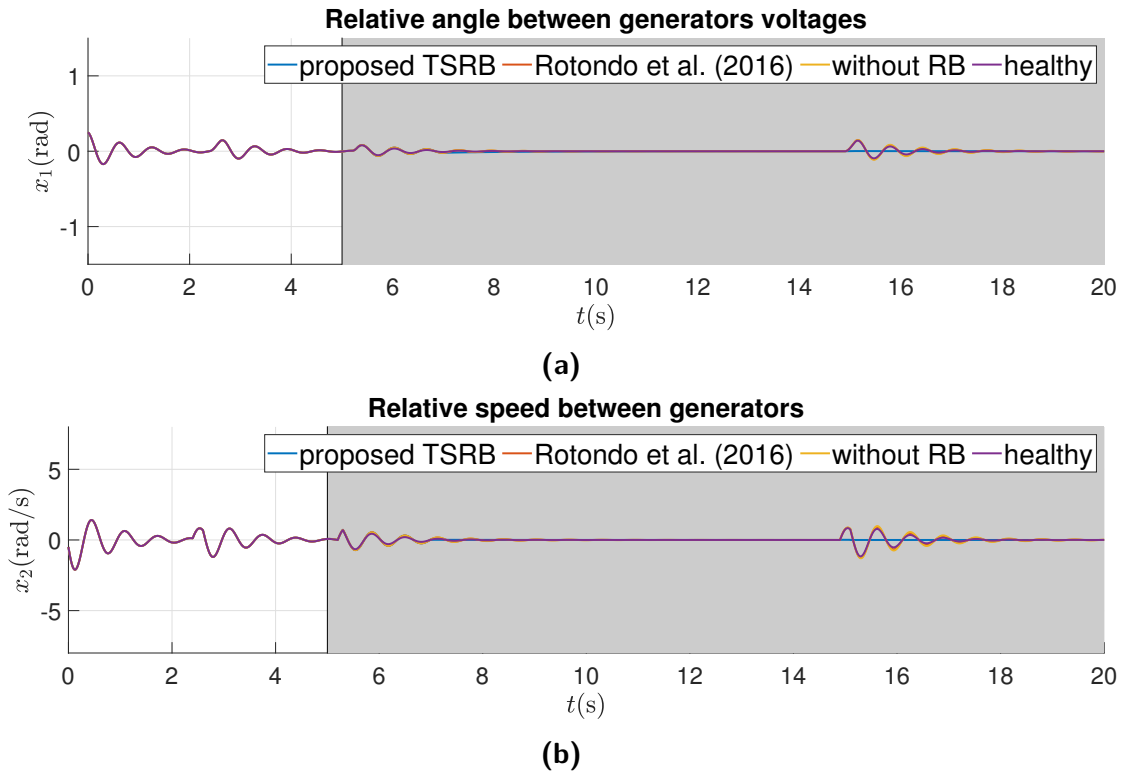 Relative angle between generators voltages
proposed TSRB Rotondo et al. (2016) without RB healthy
x₁(rad)
1
0
-1
0 2 4 6 8 10 12 14 16 18 20
t(s)
(a)
Relative speed between generators
proposed TSRB Rotondo et al. (2016) without RB healthy
x₂(rad/s)
5
0
-5
0 2 4 6 8 10 12 14 16 18 20
t(s)
(b)